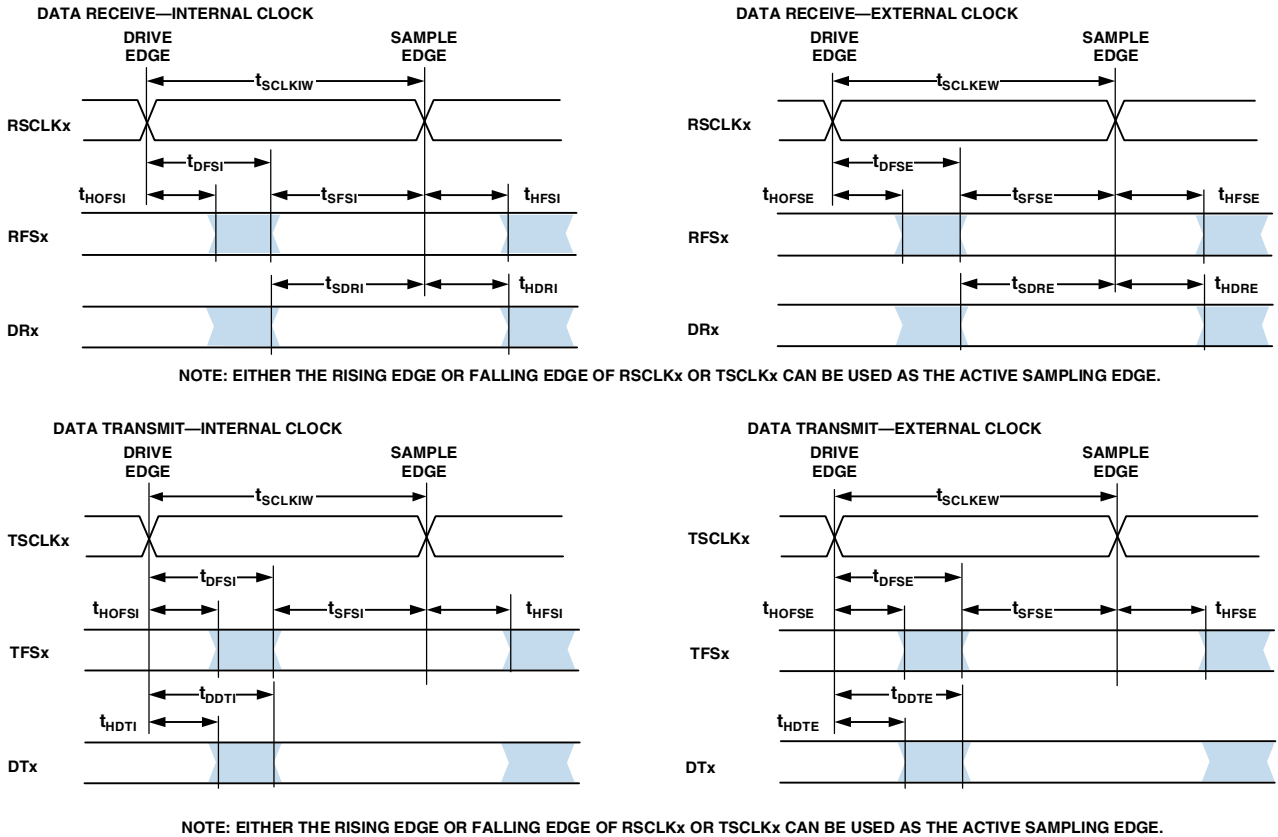 DATA RECEIVE—INTERNAL CLOCK
DRIVE EDGE
SAMPLE EDGE
tSCLKIW
RSCLKx
tDFSI
tHOFSI
tSFSI
tHFSI
RFSx
tSDRI
tHDRI
DRx
DATA RECEIVE—EXTERNAL CLOCK
DRIVE EDGE
SAMPLE EDGE
tSCLKEW
RSCLKx
tDFSE
tHOFSE
tSFSE
tHFSE
RFSx
tSDRE
tHDRE
DRx
NOTE: EITHER THE RISING EDGE OR FALLING EDGE OF RSCLKx OR TSCLKx CAN BE USED AS THE ACTIVE SAMPLING EDGE.
DATA TRANSMIT—INTERNAL CLOCK
DRIVE EDGE
SAMPLE EDGE
tSCLKIW
TSCLKx
tDFSI
tHOFSI
tSFSI
tHFSI
TFSx
tDDTI
tHDTI
DTx
DATA TRANSMIT—EXTERNAL CLOCK
DRIVE EDGE
SAMPLE EDGE
tSCLKEW
TSCLKx
tDFSE
tHOFSE
tSFSE
tHFSE
TFSx
tDDTE
tHDTE
DTx
NOTE: EITHER THE RISING EDGE OR FALLING EDGE OF RSCLKx OR TSCLKx CAN BE USED AS THE ACTIVE SAMPLING EDGE.